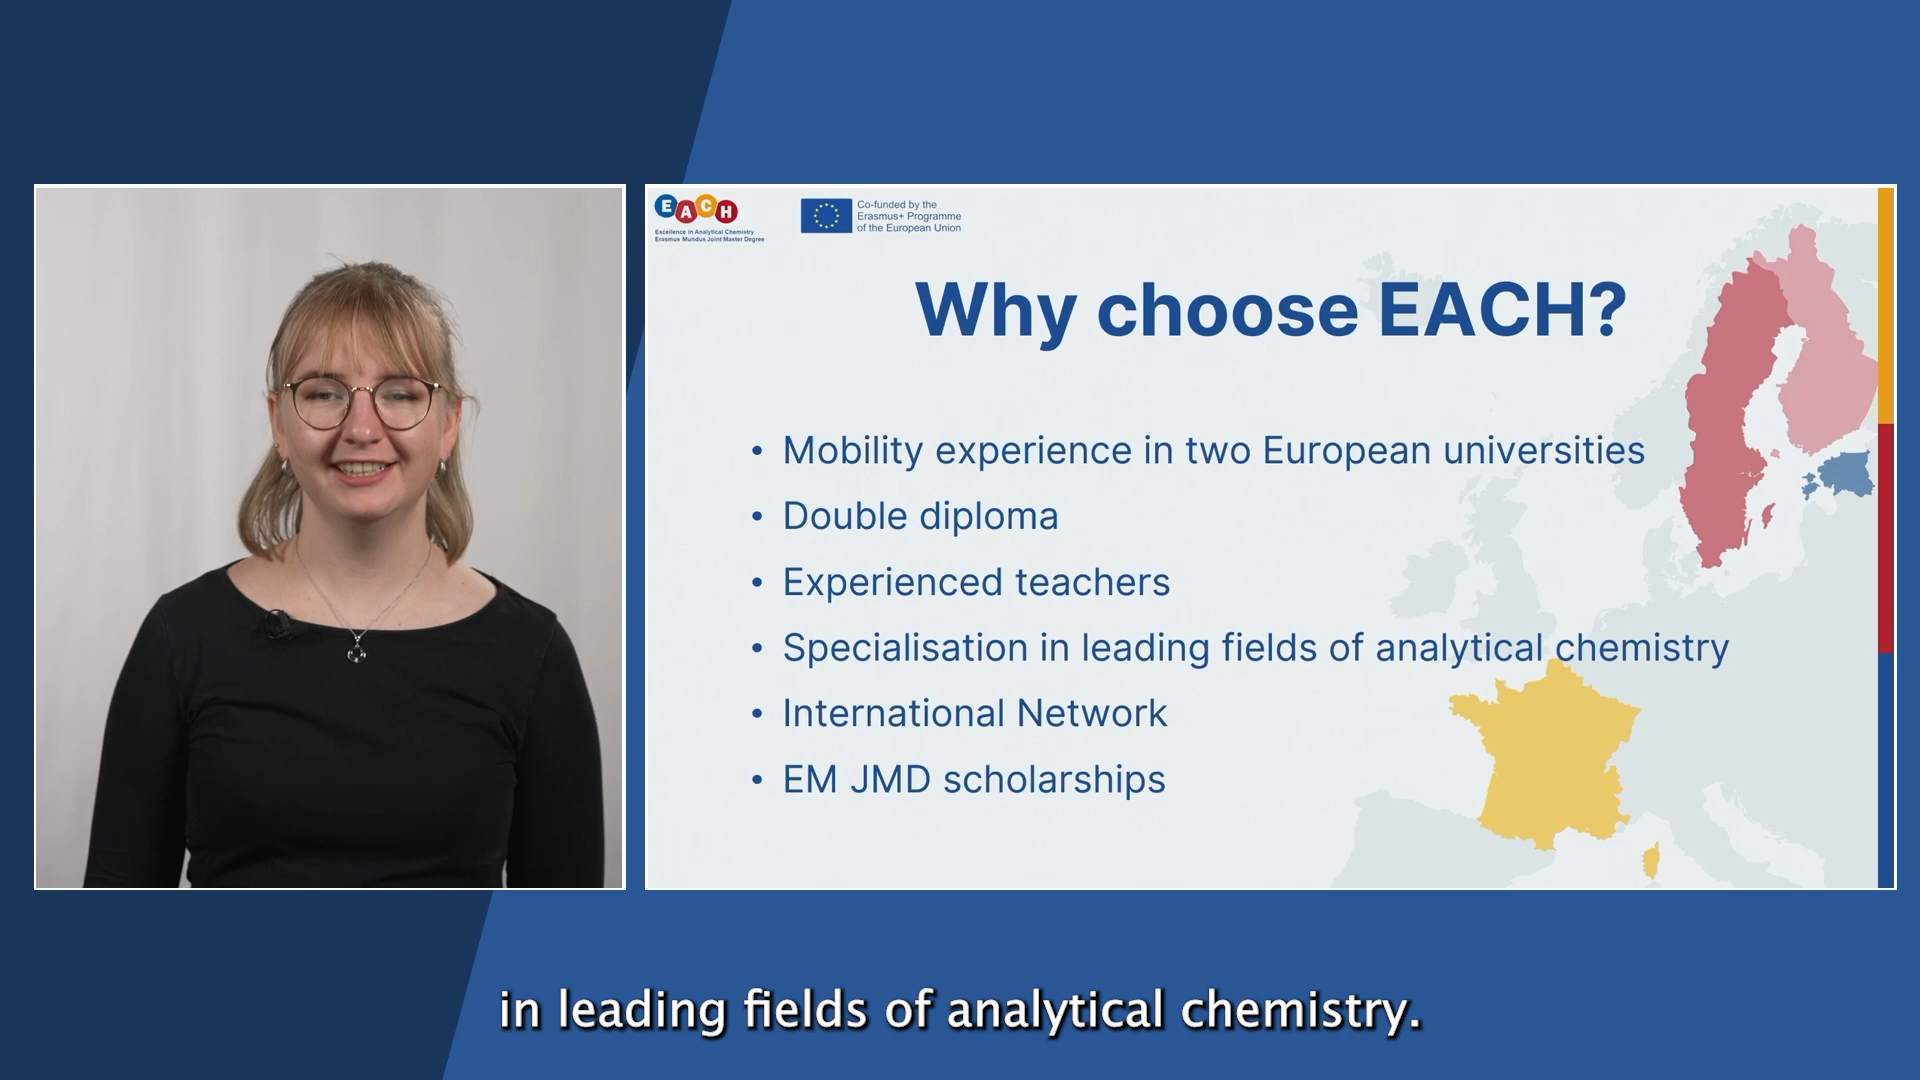 EACH
Excellence in Analytical Chemistry
Erasmus Mundus Joint Master Degree
Co-funded by the
Erasmus+ Programme
of the European Union
Why choose EACH?
• Mobility experience in two European universities
• Double diploma
• Experienced teachers
• Specialisation in leading fields of analytical chemistry
• International Network
• EM JMD scholarships
in leading fields of analytical chemistry.